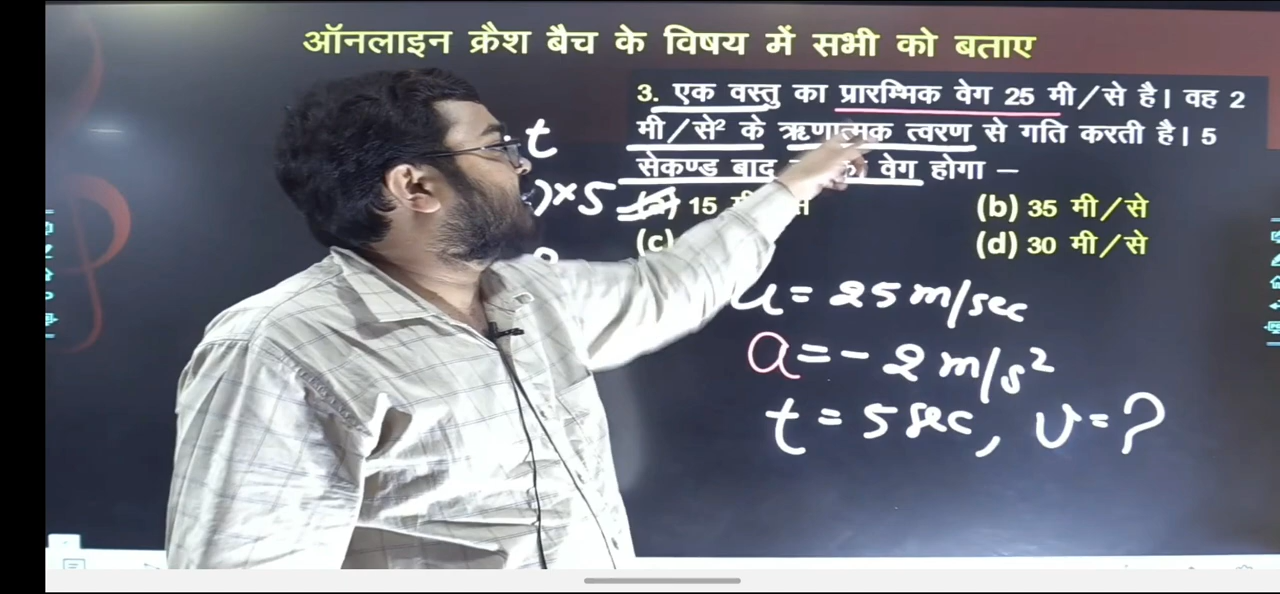 ऑनलाइन क्रैश बैच के विषय में सभी को बताए
3. एक वस्तु का प्रारम्भिक वेग 25 मी/से है। वह 2
मी/से² के ऋणात्मक त्वरण से गति करती है। 5
सेकण्ड बाद वेग होगा –
t
)×5
(a) 15
(b) 35 मी/से
(c)
(d) 30 मी/से
u = 25 m/sec
a = - 2 m/s²
t = 5 sec, v = ?